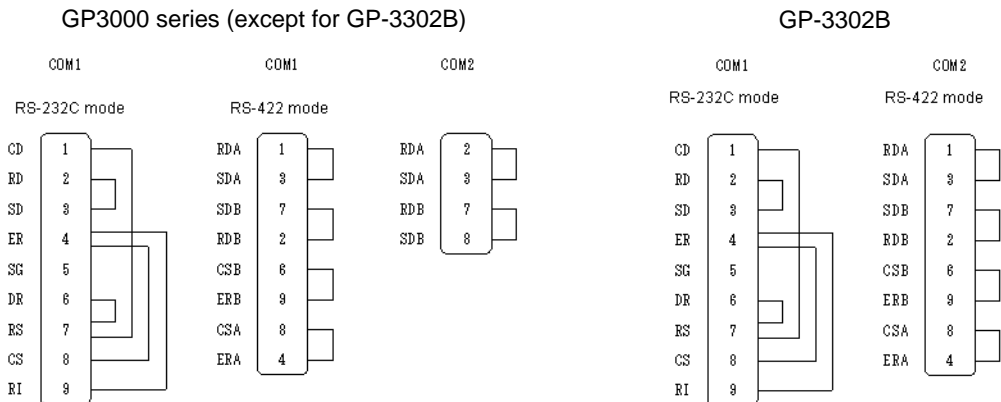 GP3000 series (except for GP-3302B)
GP-3302B
COM1
COM1
COM2
COM1
COM2
RS-232C mode
RS-422 mode
RS-232C mode
RS-422 mode
CD 1
RD 2
SD 3
ER 4
SG 5
DR 6
RS 7
CS 8
RI 9
RDA 1
SDA 3
SDB 7
RDB 2
CSB 6
ERB 9
CSA 8
ERA 4
RDA 2
SDA 3
RDB 7
SDB 8
CD 1
RD 2
SD 3
ER 4
SG 5
DR 6
RS 7
CS 8
RI 9
RDA 1
SDA 3
SDB 7
RDB 2
CSB 6
ERB 9
CSA 8
ERA 4